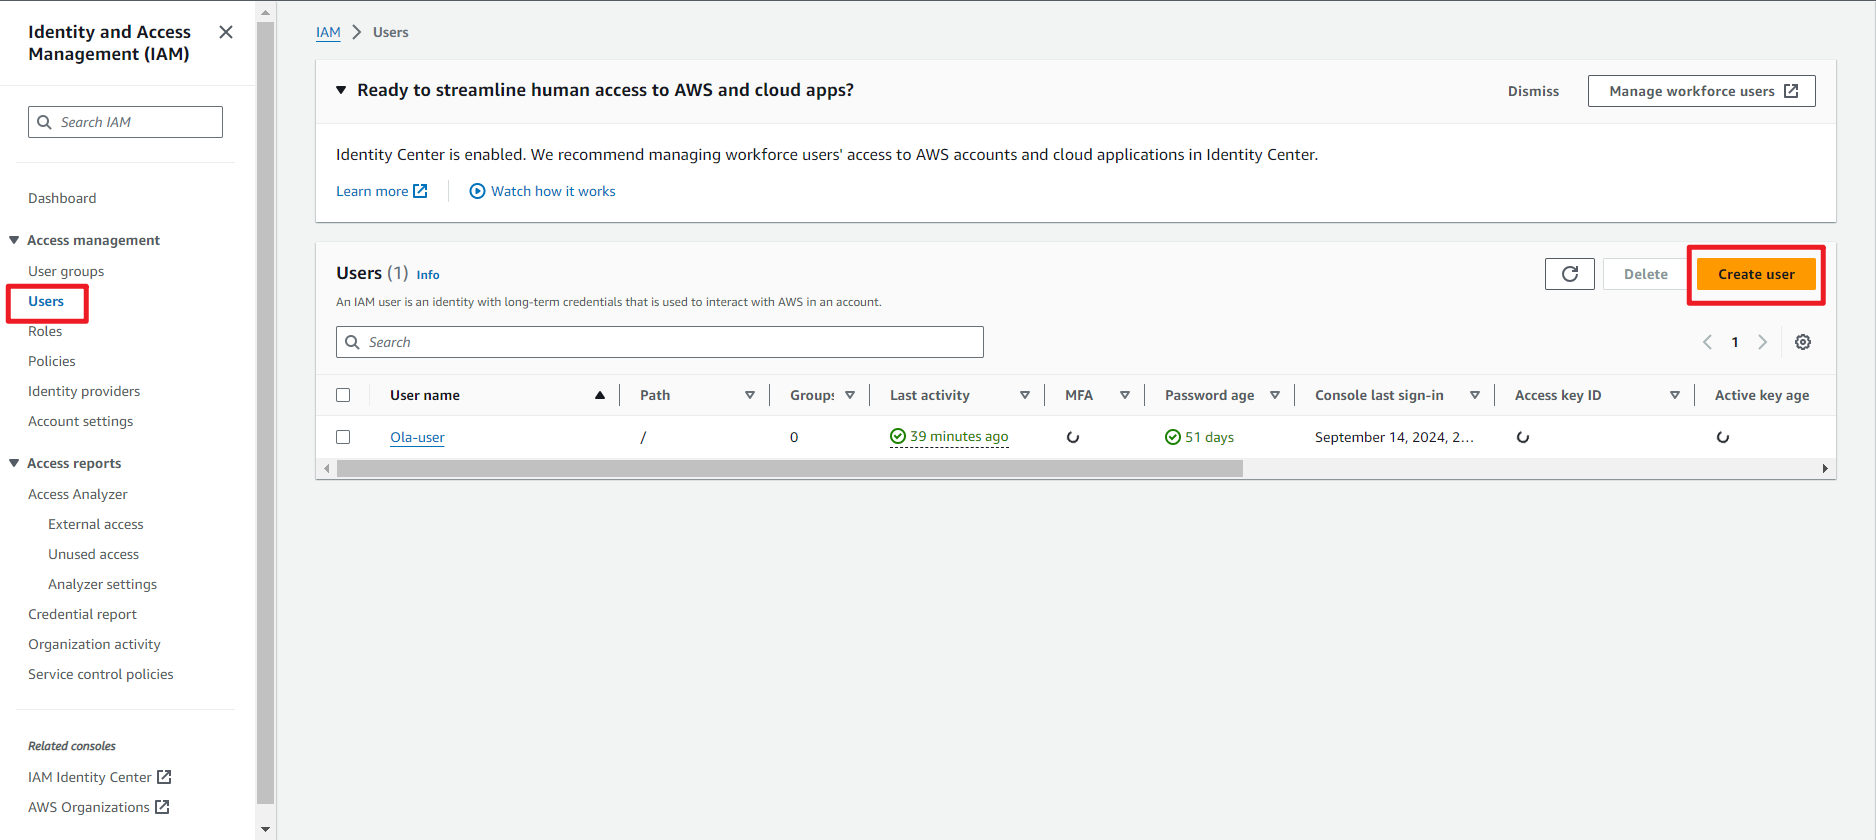 Identity and Access
Management (IAM)
Search IAM
Dashboard
Access management
User groups
Users
Roles
Policies
Identity providers
Account settings
Access reports
Access Analyzer
External access
Unused access
Analyzer settings
Credential report
Organization activity
Service control policies
Related consoles
IAM Identity Center
AWS Organizations
IAM > Users
Ready to streamline human access to AWS and cloud apps? Dismiss Manage workforce users
Identity Center is enabled. We recommend managing workforce users' access to AWS accounts and cloud applications in Identity Center.
Learn more Watch how it works
Users (1) Info Delete Create user
An IAM user is an identity with long-term credentials that is used to interact with AWS in an account.
Search 1
User name Path Groups Last activity MFA Password age Console last sign-in Access key ID Active key age
Ola-user / 0 39 minutes ago 51 days September 14, 2024, 2...